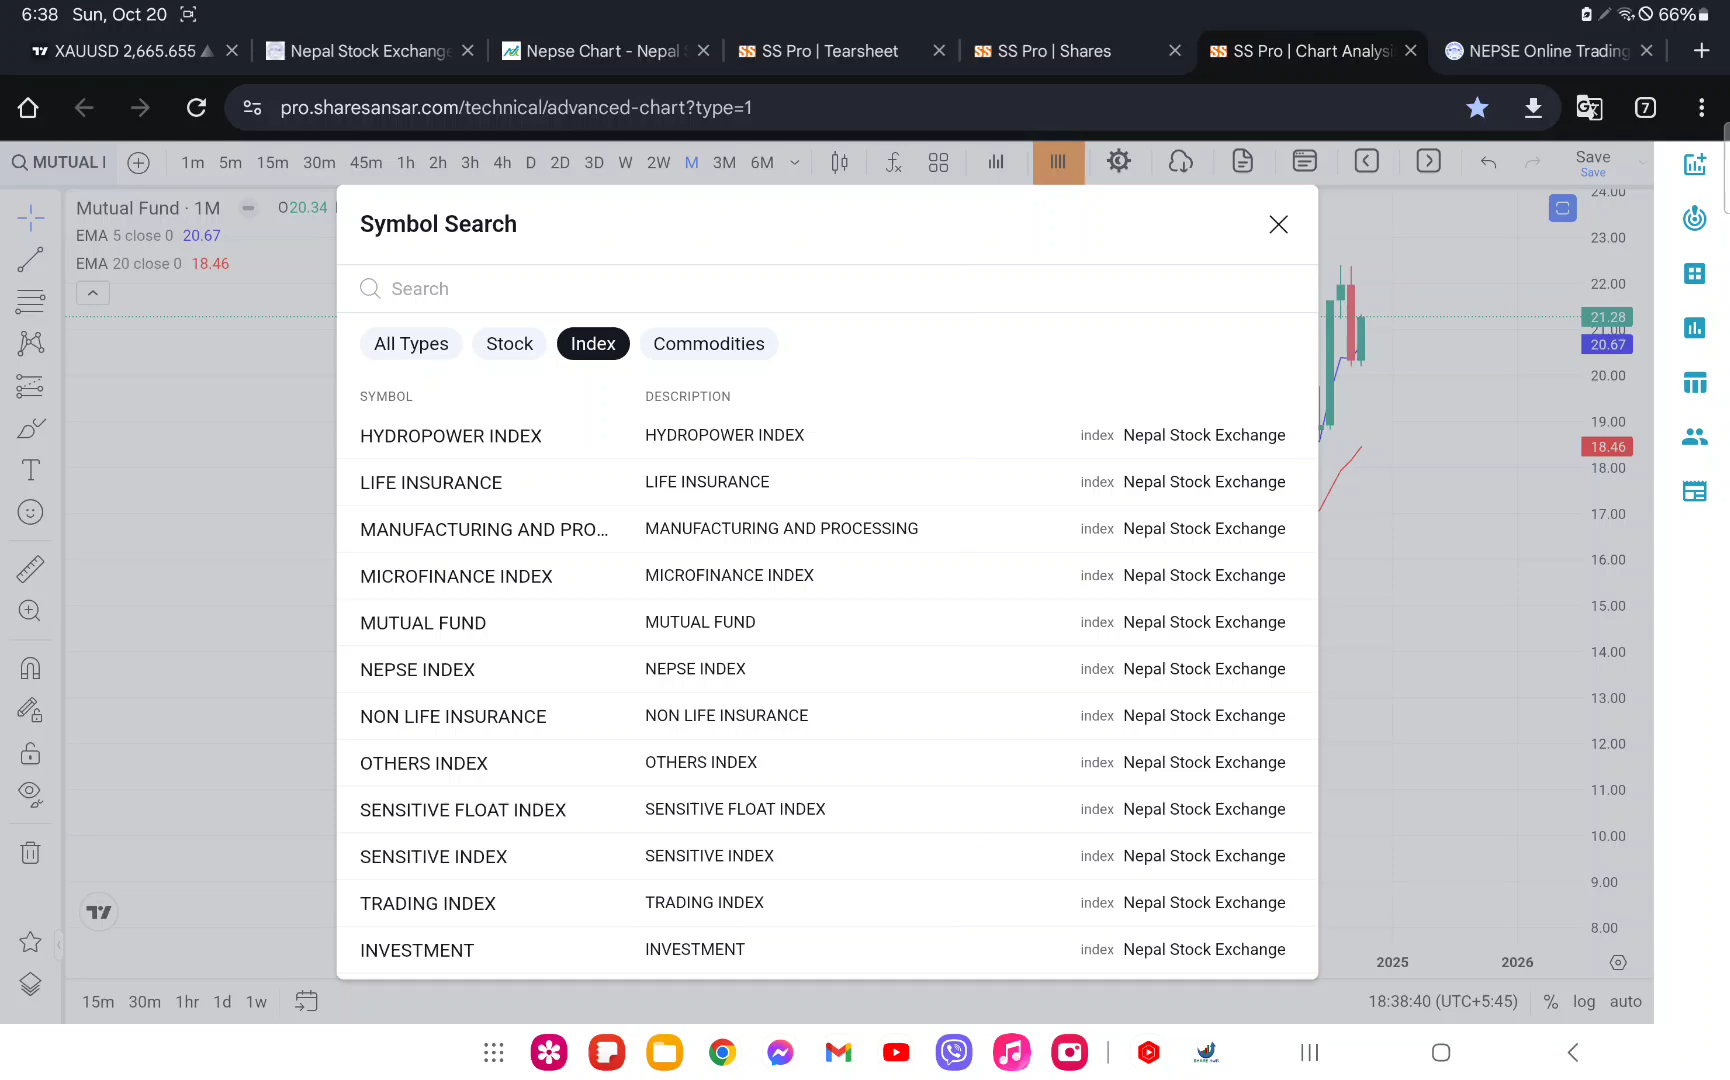 6:38 Sun, Oct 20 66%
XAUUSD 2,665.655 Nepal Stock Exchange Nepse Chart - Nepal SS Pro | Tearsheet SS Pro | Shares SS Pro | Chart Analysi NEPSE Online Trading
pro.sharesansar.com/technical/advanced-chart?type=1 7
MUTUAL 1m 5m 15m 30m 45m 1h 2h 3h 4h D 2D 3D W 2W M 3M 6M Save
Save
Mutual Fund · 1M O20.34
EMA 5 close 0 20.67
EMA 20 close 0 18.46
Symbol Search
Search
All Types Stock Index Commodities
SYMBOL DESCRIPTION
HYDROPOWER INDEX HYDROPOWER INDEX index Nepal Stock Exchange
LIFE INSURANCE LIFE INSURANCE index Nepal Stock Exchange
MANUFACTURING AND PRO... MANUFACTURING AND PROCESSING index Nepal Stock Exchange
MICROFINANCE INDEX MICROFINANCE INDEX index Nepal Stock Exchange
MUTUAL FUND MUTUAL FUND index Nepal Stock Exchange
NEPSE INDEX NEPSE INDEX index Nepal Stock Exchange
NON LIFE INSURANCE NON LIFE INSURANCE index Nepal Stock Exchange
OTHERS INDEX OTHERS INDEX index Nepal Stock Exchange
SENSITIVE FLOAT INDEX SENSITIVE FLOAT INDEX index Nepal Stock Exchange
SENSITIVE INDEX SENSITIVE INDEX index Nepal Stock Exchange
TRADING INDEX TRADING INDEX index Nepal Stock Exchange
INVESTMENT INVESTMENT index Nepal Stock Exchange
24.00
23.00
22.00
21.28
21.00
20.67
20.00
19.00
18.46
18.00
17.00
16.00
15.00
14.00
13.00
12.00
11.00
10.00
9.00
8.00
2025 2026
15m 30m 1hr 1d 1w 18:38:40 (UTC+5:45) % log auto